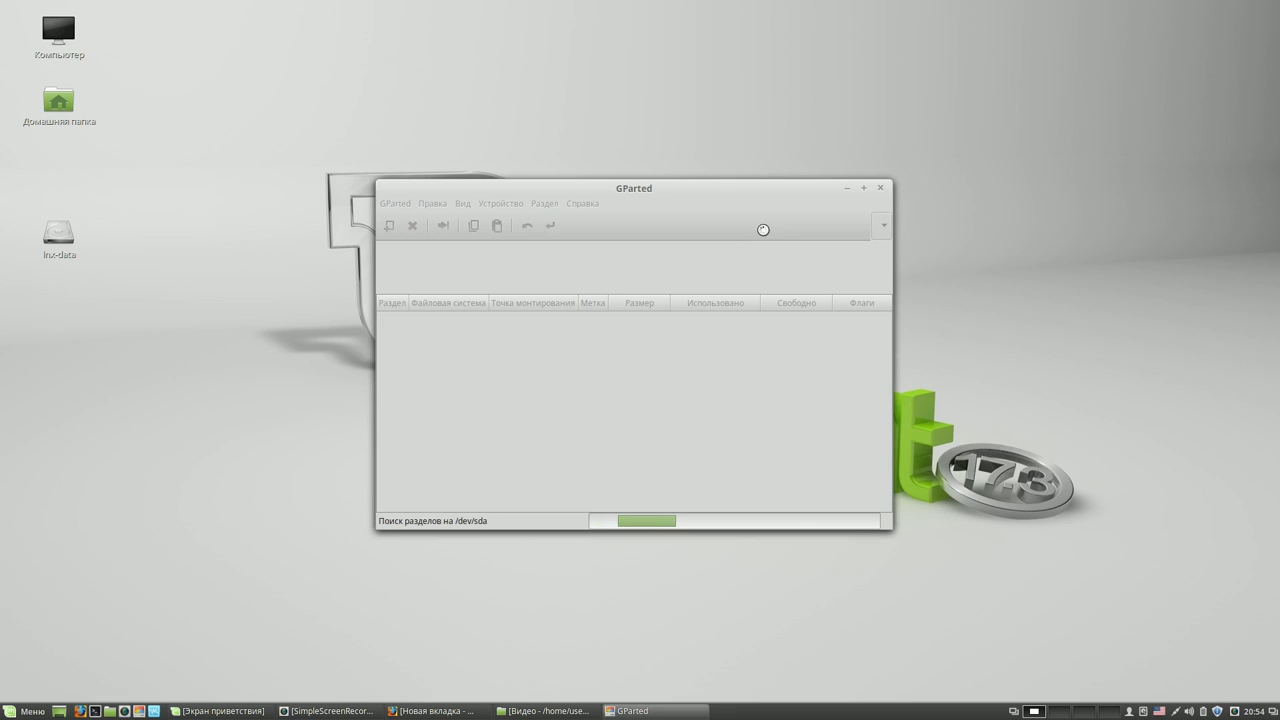 Компьютер
Домашняя папка
lnx-data
GParted
GParted Правка Вид Устройство Раздел Справка
Раздел Файловая система Точка монтирования Метка Размер Использовано Свободно Флаги
Поиск разделов на /dev/sda
t
17.3
Меню [Экран приветствия] [SimpleScreenRecor... [Новая вкладка - ... [Видео - /home/use... GParted 20:54